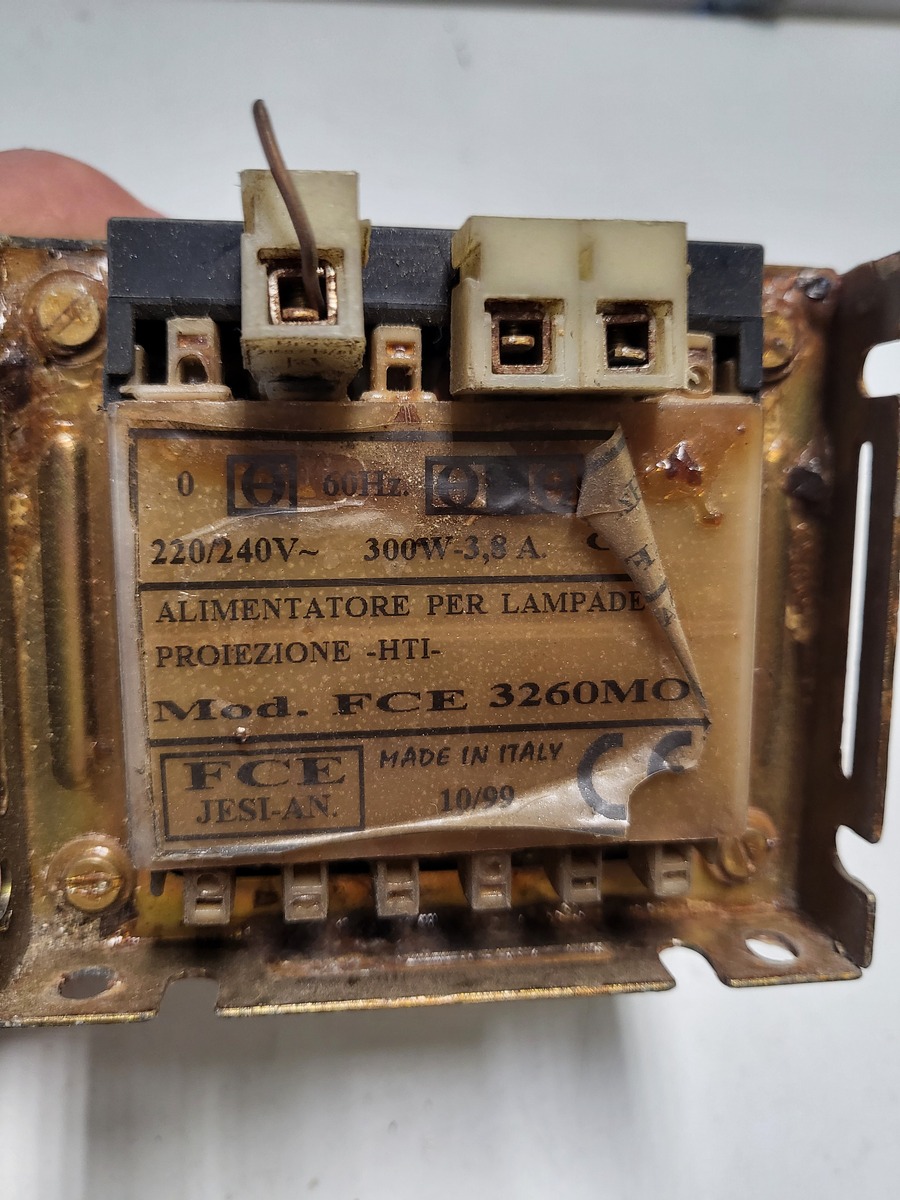 0 60Hz.
220/240V~ 300W-3,8 A.
ALIMENTATORE PER LAMPADE
PROIEZIONE -HTI-
Mod. FCE 3260MO
FCE MADE IN ITALY CE
JESI-AN. 10/99